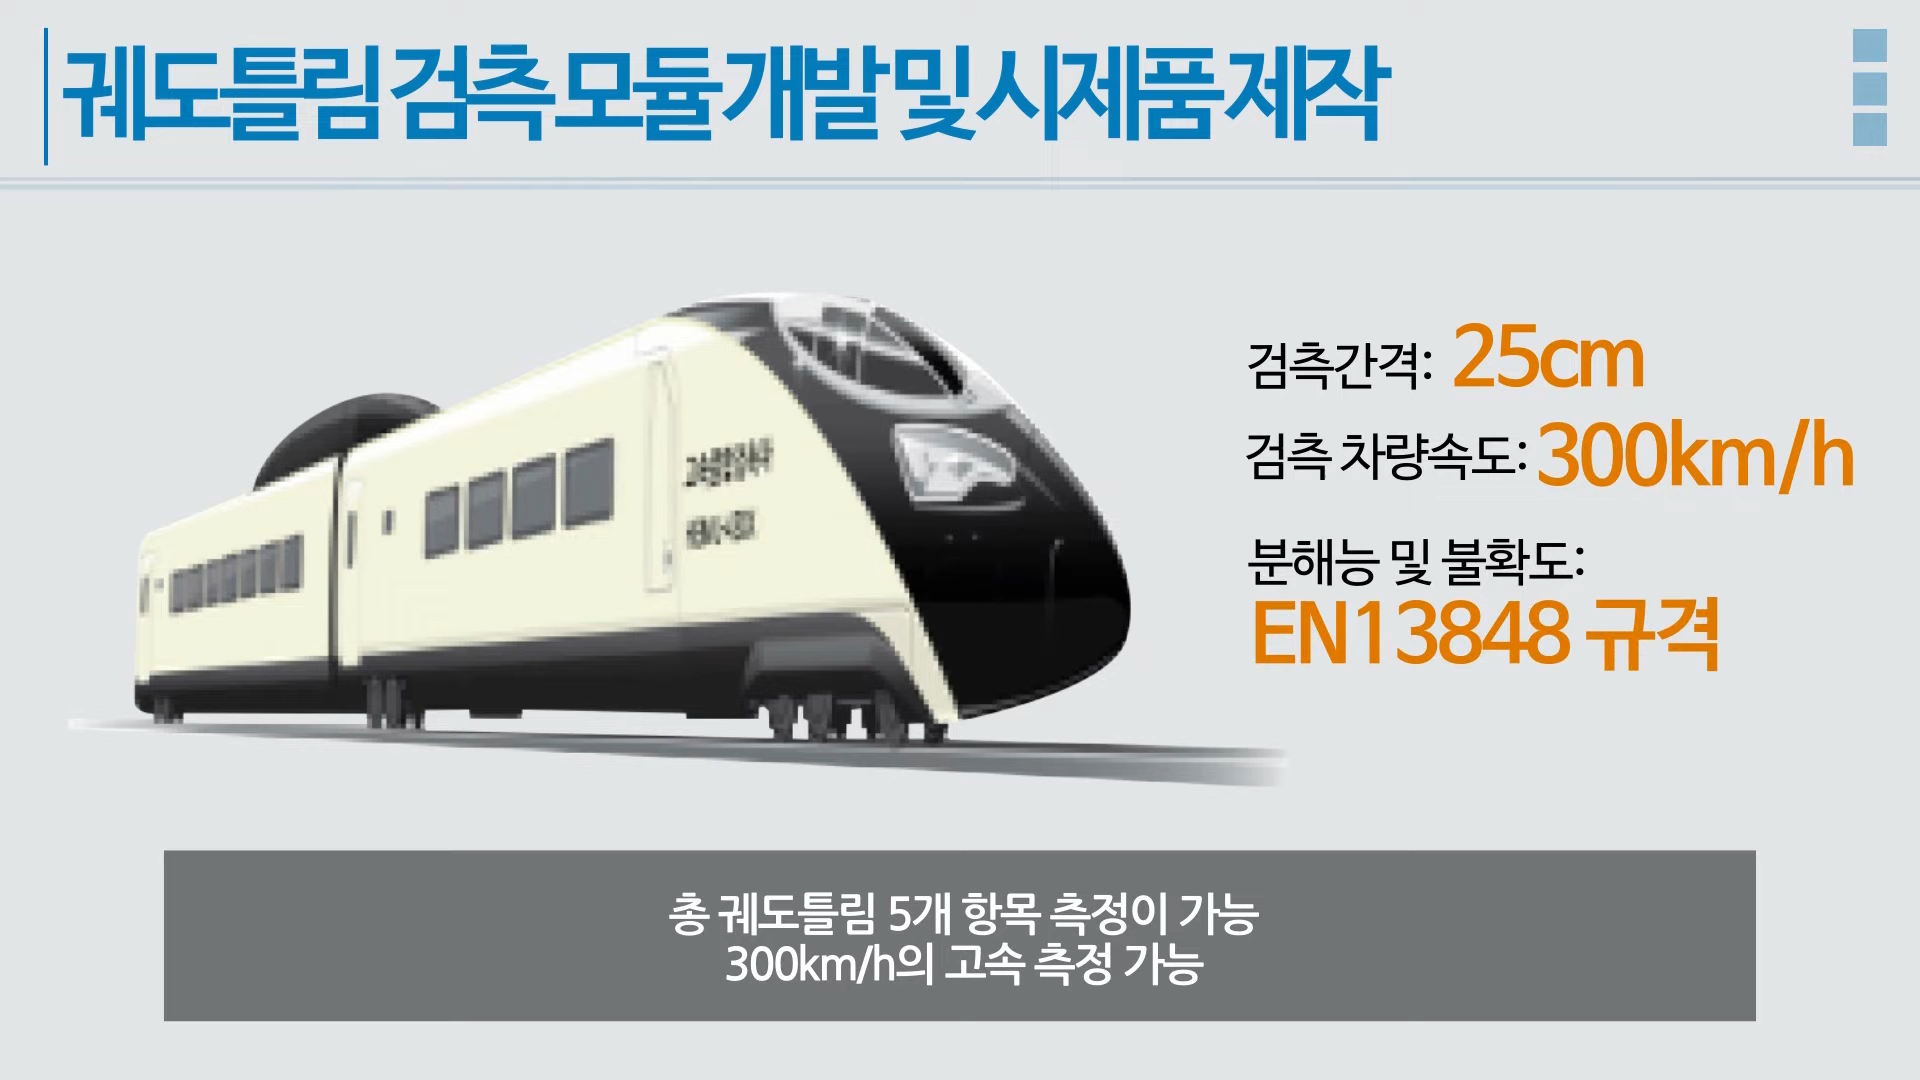 궤도틀림 검측 모듈 개발 및 시제품 제작
검측간격: 25cm
검측 차량속도: 300km/h
분해능 및 불확도:
EN13848 규격
총 궤도틀림 5개 항목 측정이 가능
300km/h의 고속 측정 가능